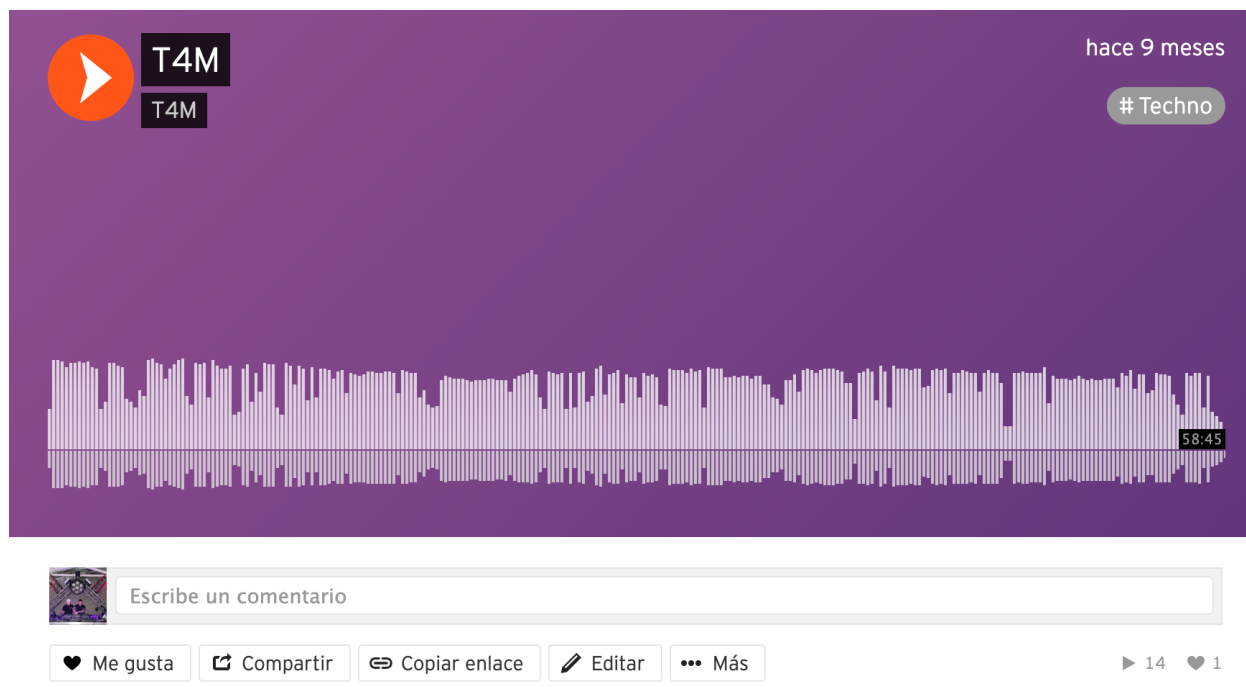 T4M
hace 9 meses
T4M
# Techno
58:45
Escribe un comentario
Me gusta
Compartir
Copiar enlace
Editar
Más
14
1